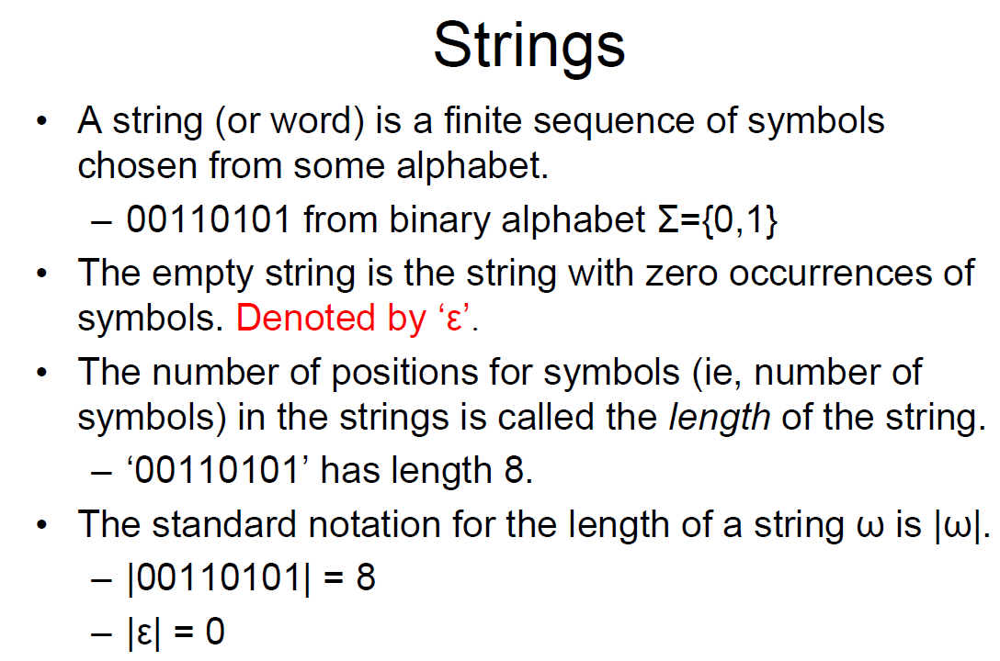 Strings
• A string (or word) is a finite sequence of symbols
chosen from some alphabet.
– 00110101 from binary alphabet Σ={0,1}
• The empty string is the string with zero occurrences of
symbols. Denoted by ‘ε’.
• The number of positions for symbols (ie, number of
symbols) in the strings is called the length of the string.
– ‘00110101’ has length 8.
• The standard notation for the length of a string ω is |ω|.
– |00110101| = 8
– |ε| = 0